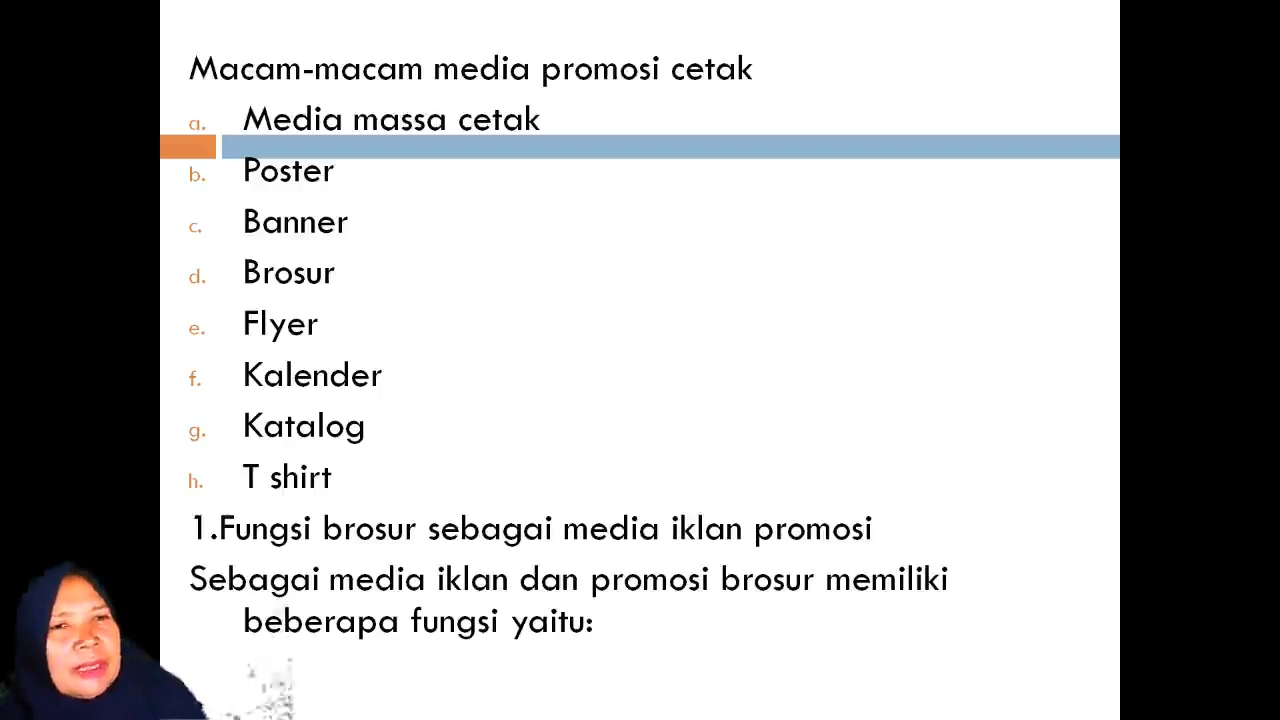 Macam-macam media promosi cetak
a. Media massa cetak
b. Poster
c. Banner
d. Brosur
e. Flyer
f. Kalender
g. Katalog
h. T shirt
1.Fungsi brosur sebagai media iklan promosi
Sebagai media iklan dan promosi brosur memiliki
beberapa fungsi yaitu: